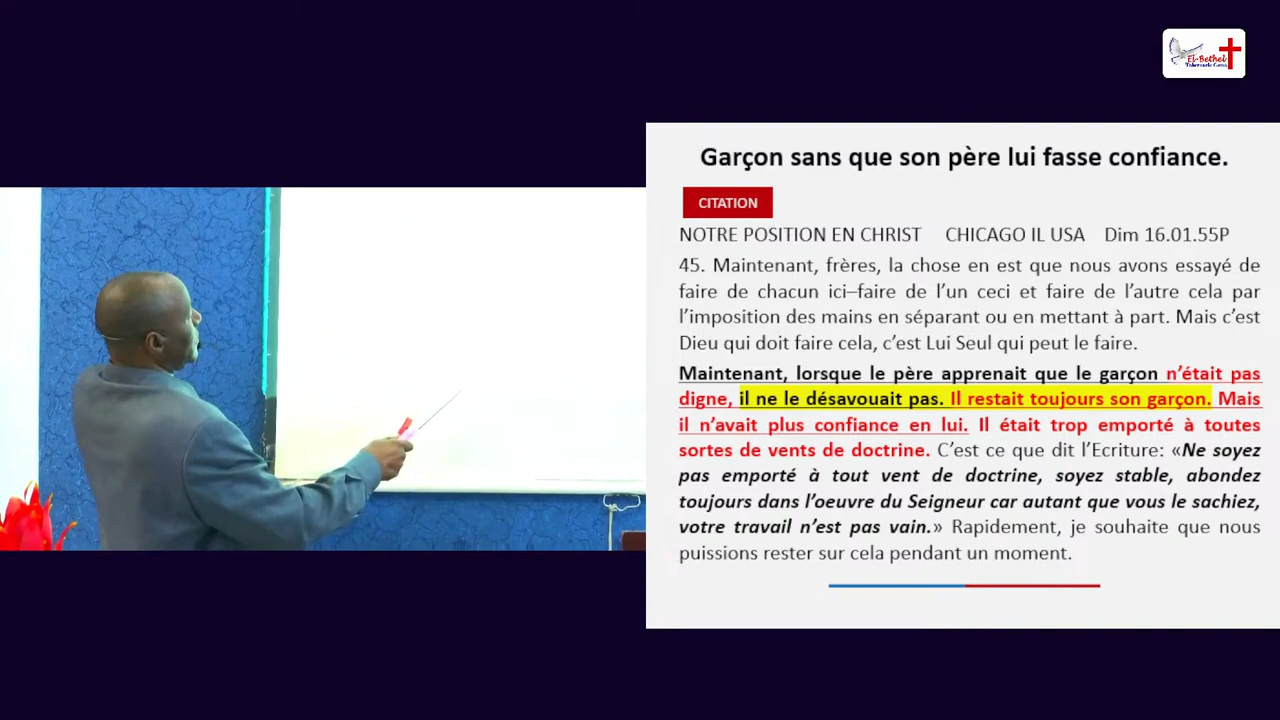 El-Bethel
Garçon sans que son père lui fasse confiance.
CITATION
NOTRE POSITION EN CHRIST CHICAGO IL USA Dim 16.01.55P
45. Maintenant, frères, la chose en est que nous avons essayé de
faire de chacun ici–faire de l’un ceci et faire de l’autre cela par
l’imposition des mains en séparant ou en mettant à part. Mais c’est
Dieu qui doit faire cela, c’est Lui Seul qui peut le faire.
Maintenant, lorsque le père apprenait que le garçon n’était pas
digne, il ne le désavouait pas. Il restait toujours son garçon. Mais
il n’avait plus confiance en lui. Il était trop emporté à toutes
sortes de vents de doctrine. C’est ce que dit l’Ecriture: «Ne soyez
pas emporté à tout vent de doctrine, soyez stable, abondez
toujours dans l’oeuvre du Seigneur car autant que vous le sachiez,
votre travail n’est pas vain.» Rapidement, je souhaite que nous
puissions rester sur cela pendant un moment.